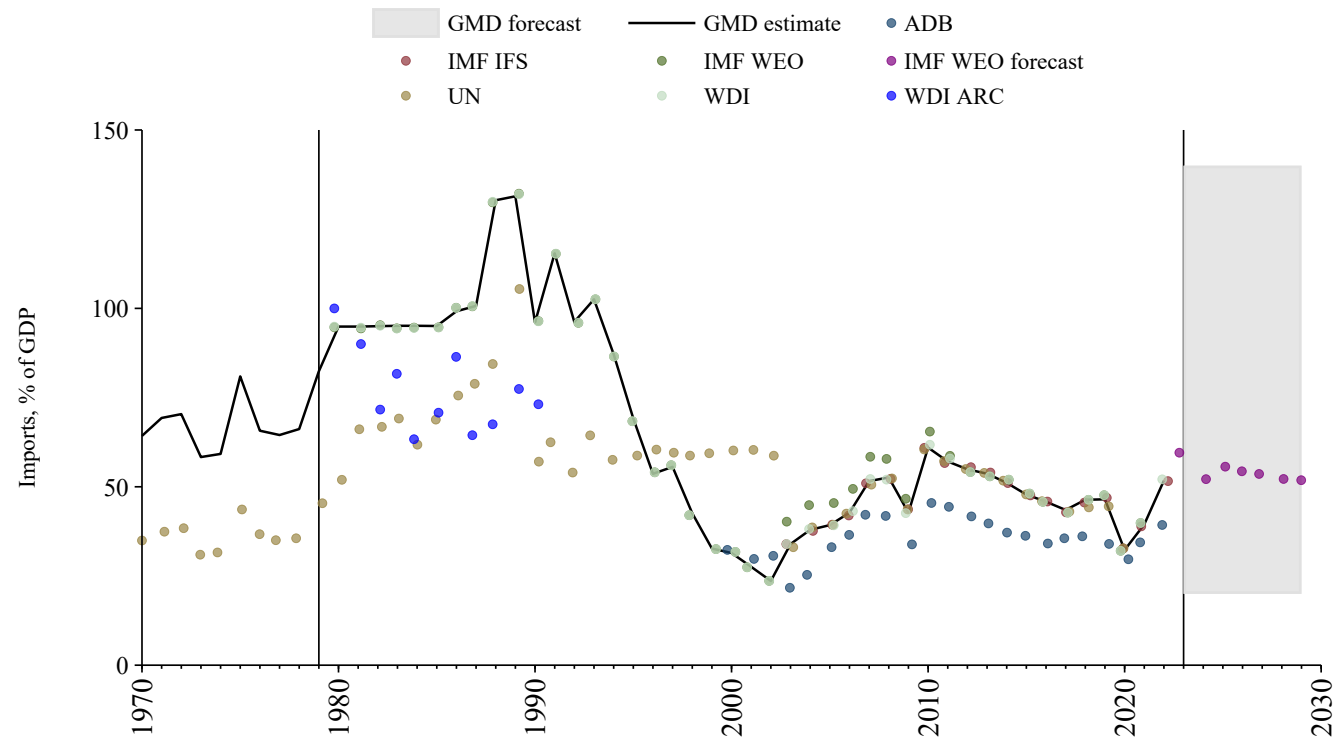 GMD forecast GMD estimate ADB
IMF IFS IMF WEO IMF WEO forecast
UN WDI WDI ARC
Imports, % of GDP
150
100
50
0
1970 1980 1990 2000 2010 2020 2030